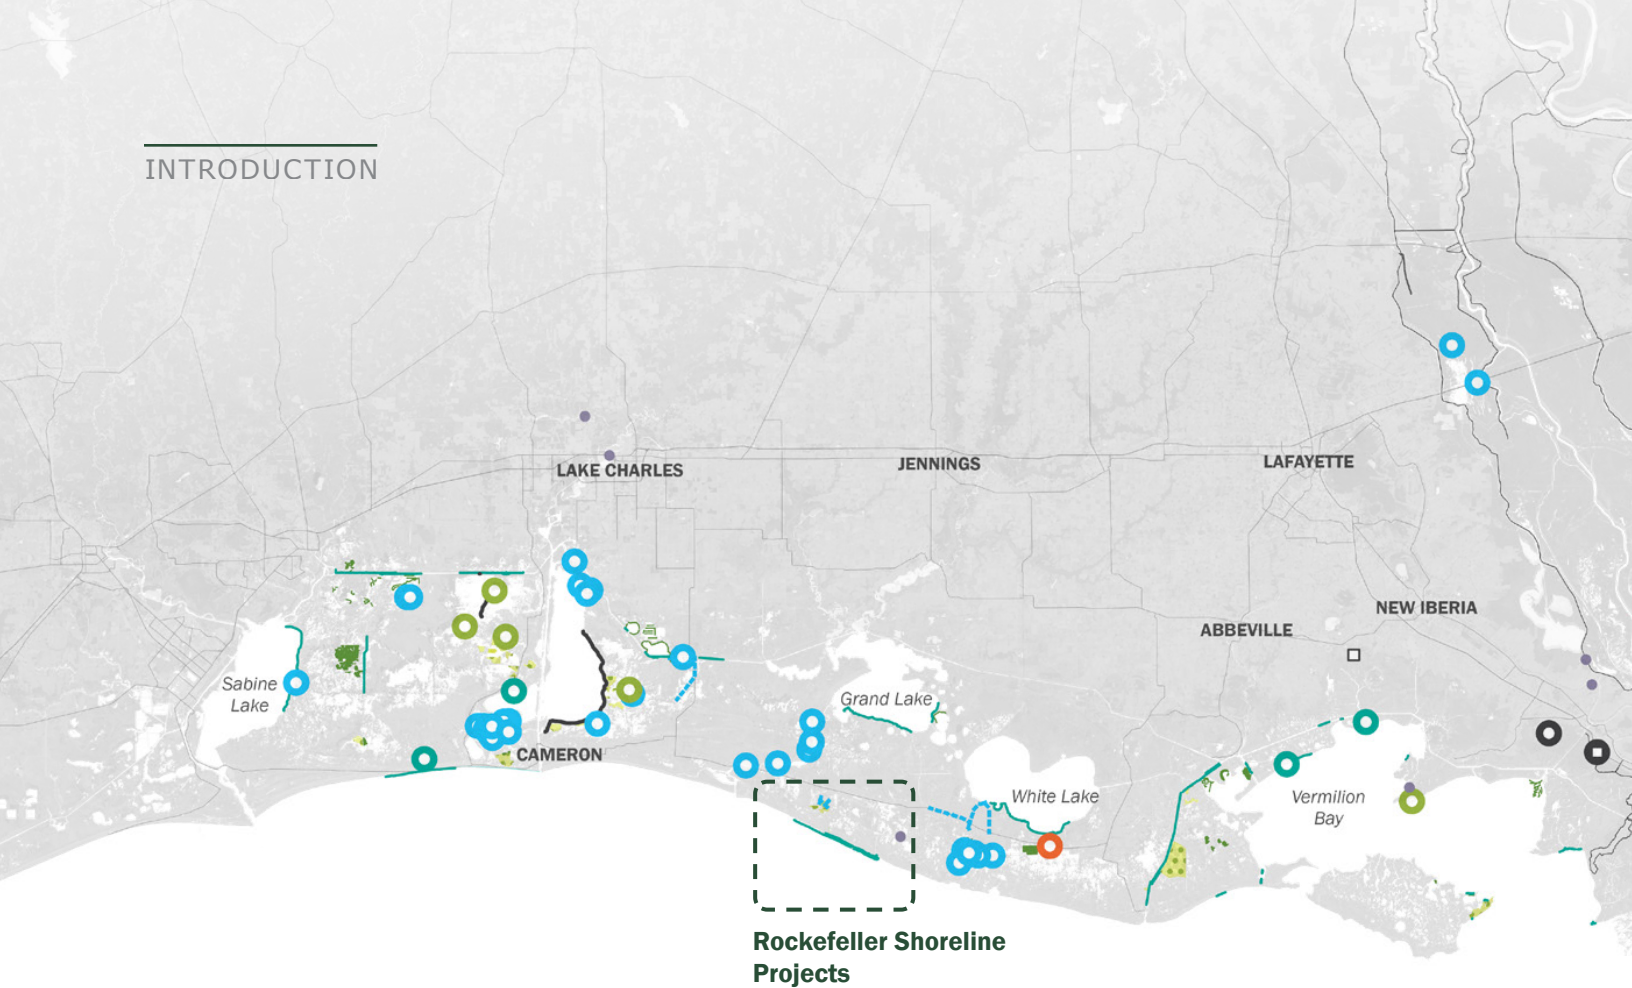 INTRODUCTION
LAKE CHARLES
JENNINGS
LAFAYETTE
NEW IBERIA
ABBEVILLE
Sabine
Lake
Grand Lake
CAMERON
White Lake
Vermilion
Bay
Rockefeller Shoreline
Projects